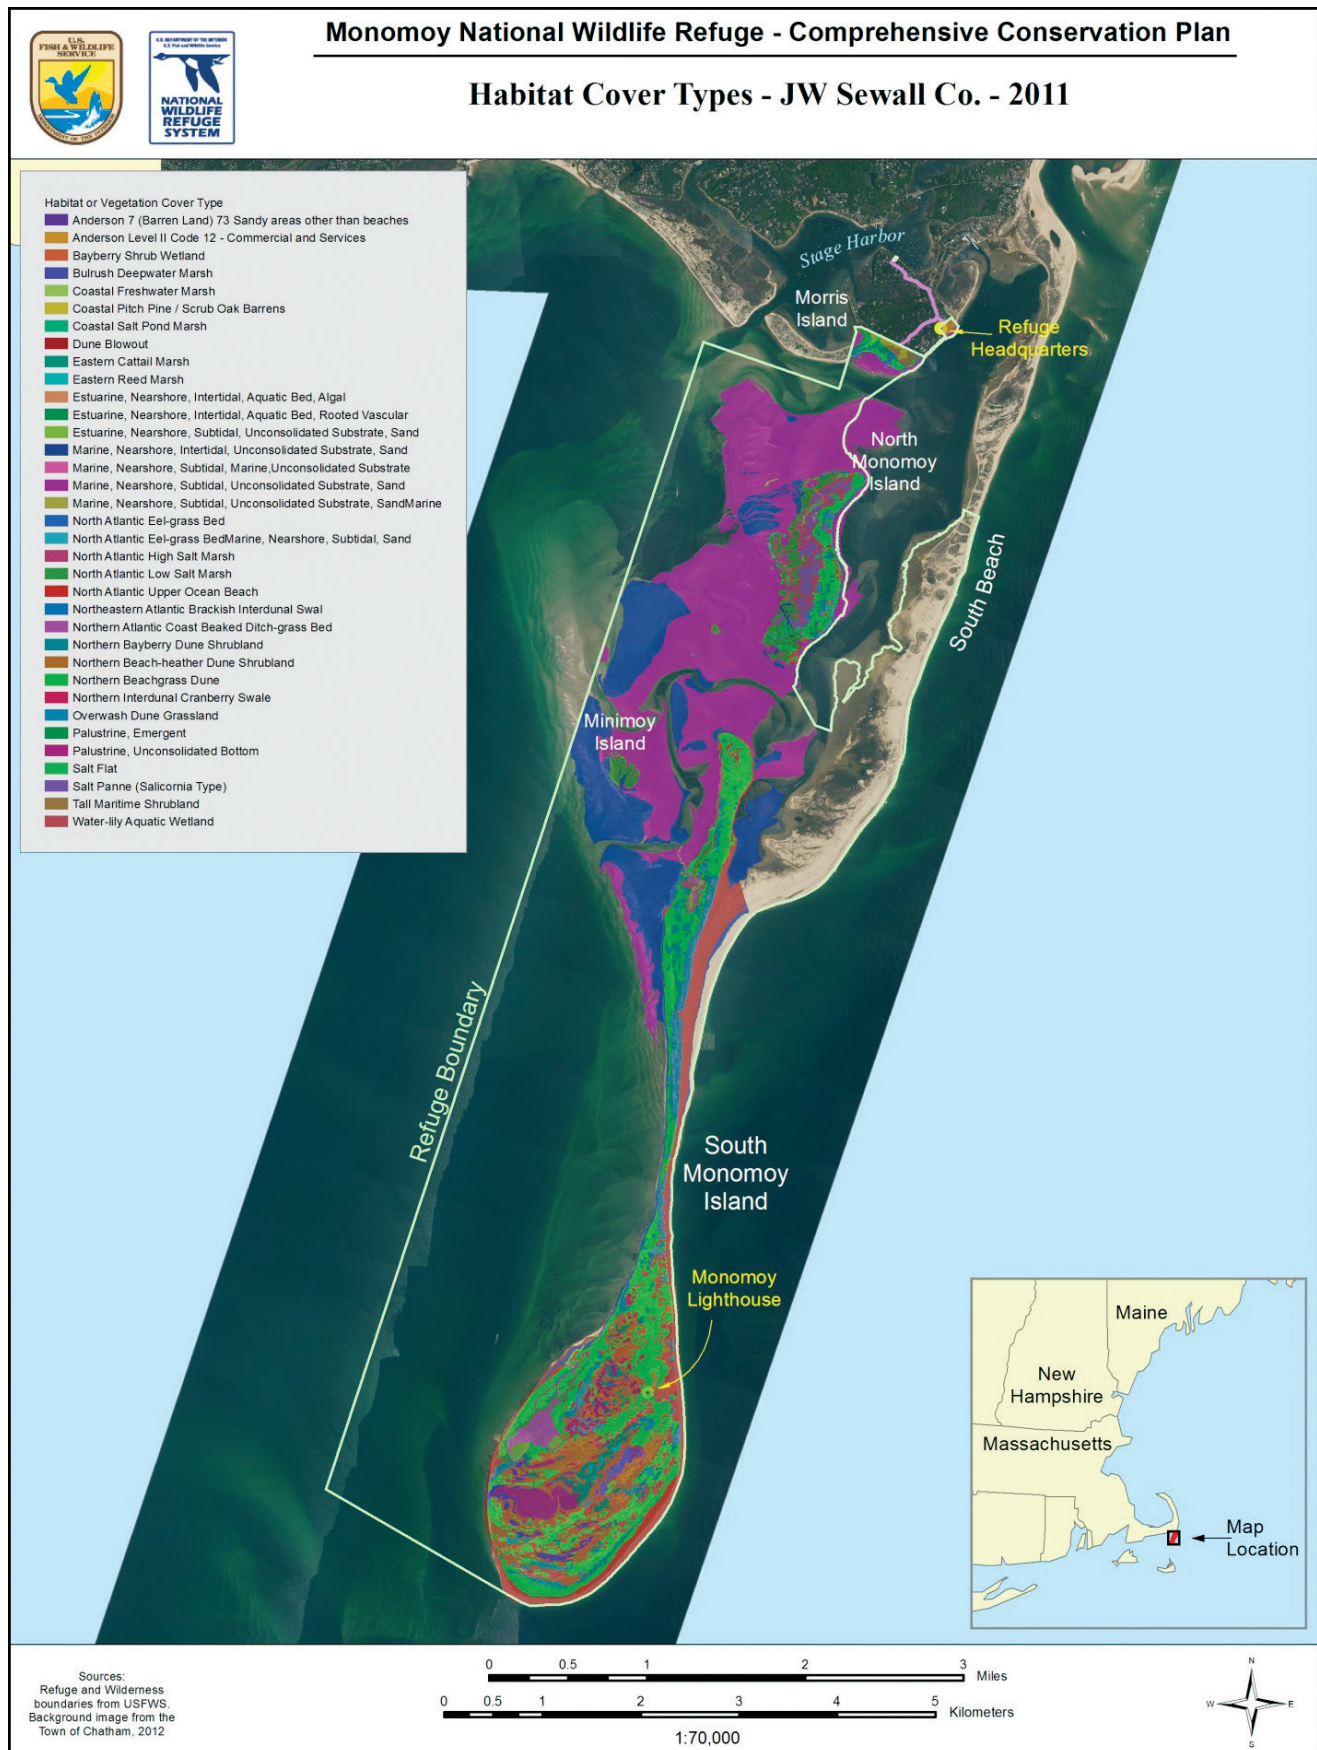 Monomoy National Wildlife Refuge - Comprehensive Conservation Plan
Habitat Cover Types - JW Sewall Co. - 2011
U.S.
FISH & WILDLIFE
SERVICE
DEPARTMENT OF THE INTERIOR
U.S. DEPARTMENT OF THE INTERIOR
U.S. Fish and Wildlife Service
NATIONAL
WILDLIFE
REFUGE
SYSTEM
Habitat or Vegetation Cover Type
Anderson 7 (Barren Land) 73 Sandy areas other than beaches
Anderson Level II Code 12 - Commercial and Services
Bayberry Shrub Wetland
Bulrush Deepwater Marsh
Coastal Freshwater Marsh
Coastal Pitch Pine / Scrub Oak Barrens
Coastal Salt Pond Marsh
Dune Blowout
Eastern Cattail Marsh
Eastern Reed Marsh
Estuarine, Nearshore, Intertidal, Aquatic Bed, Algal
Estuarine, Nearshore, Intertidal, Aquatic Bed, Rooted Vascular
Estuarine, Nearshore, Subtidal, Unconsolidated Substrate, Sand
Marine, Nearshore, Intertidal, Unconsolidated Substrate, Sand
Marine, Nearshore, Subtidal, Marine,Unconsolidated Substrate
Marine, Nearshore, Subtidal, Unconsolidated Substrate, Sand
Marine, Nearshore, Subtidal, Unconsolidated Substrate, SandMarine
North Atlantic Eel-grass Bed
North Atlantic Eel-grass BedMarine, Nearshore, Subtidal, Sand
North Atlantic High Salt Marsh
North Atlantic Low Salt Marsh
North Atlantic Upper Ocean Beach
Northeastern Atlantic Brackish Interdunal Swal
Northern Atlantic Coast Beaked Ditch-grass Bed
Northern Bayberry Dune Shrubland
Northern Beach-heather Dune Shrubland
Northern Beachgrass Dune
Northern Interdunal Cranberry Swale
Overwash Dune Grassland
Palustrine, Emergent
Palustrine, Unconsolidated Bottom
Salt Flat
Salt Panne (Salicornia Type)
Tall Maritime Shrubland
Water-lily Aquatic Wetland
Stage Harbor
Morris
Island
Refuge
Headquarters
North
Monomoy
Island
South Beach
Minimoy
Island
Refuge Boundary
South
Monomoy
Island
Monomoy
Lighthouse
Maine
New
Hampshire
Massachusetts
Map
Location
Sources:
Refuge and Wilderness
boundaries from USFWS.
Background image from the
Town of Chatham, 2012
0 0.5 1 2 3 Miles
0 0.5 1 2 3 4 5 Kilometers
1:70,000
N
W E
S